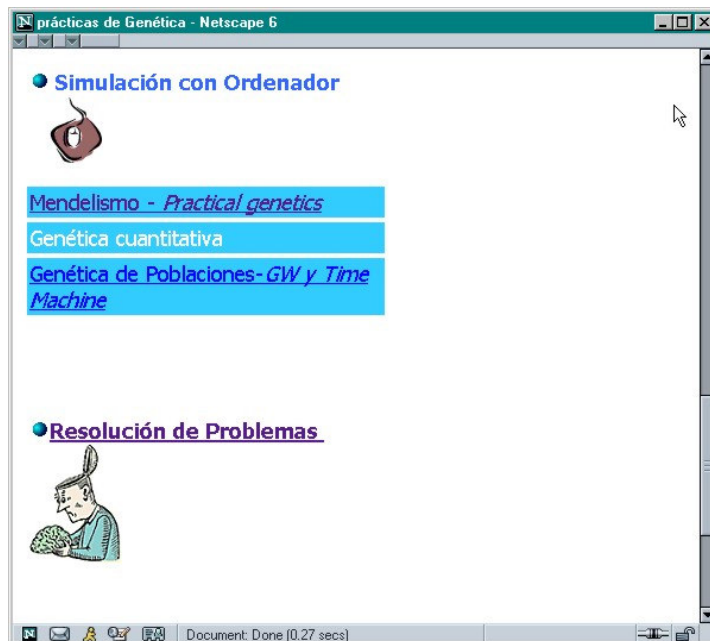 prácticas de Genética - Netscape 6
Simulación con Ordenador
Mendelismo - Practical genetics
Genética cuantitativa
Genética de Poblaciones-GW y Time
Machine
Resolución de Problemas
Document: Done (0.27 secs)